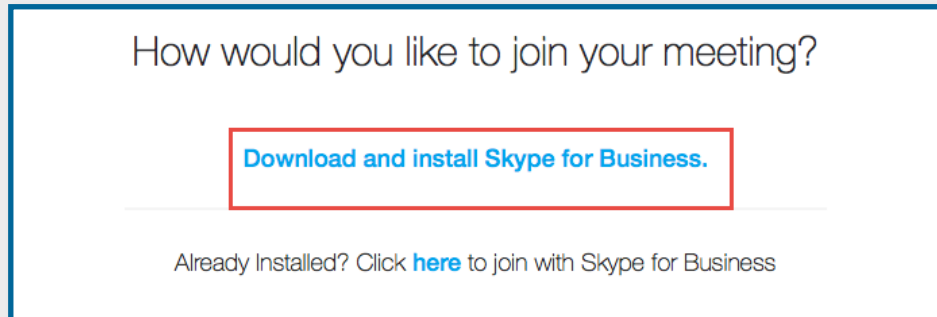 How would you like to join your meeting?
Download and install Skype for Business.
Already Installed? Click here to join with Skype for Business